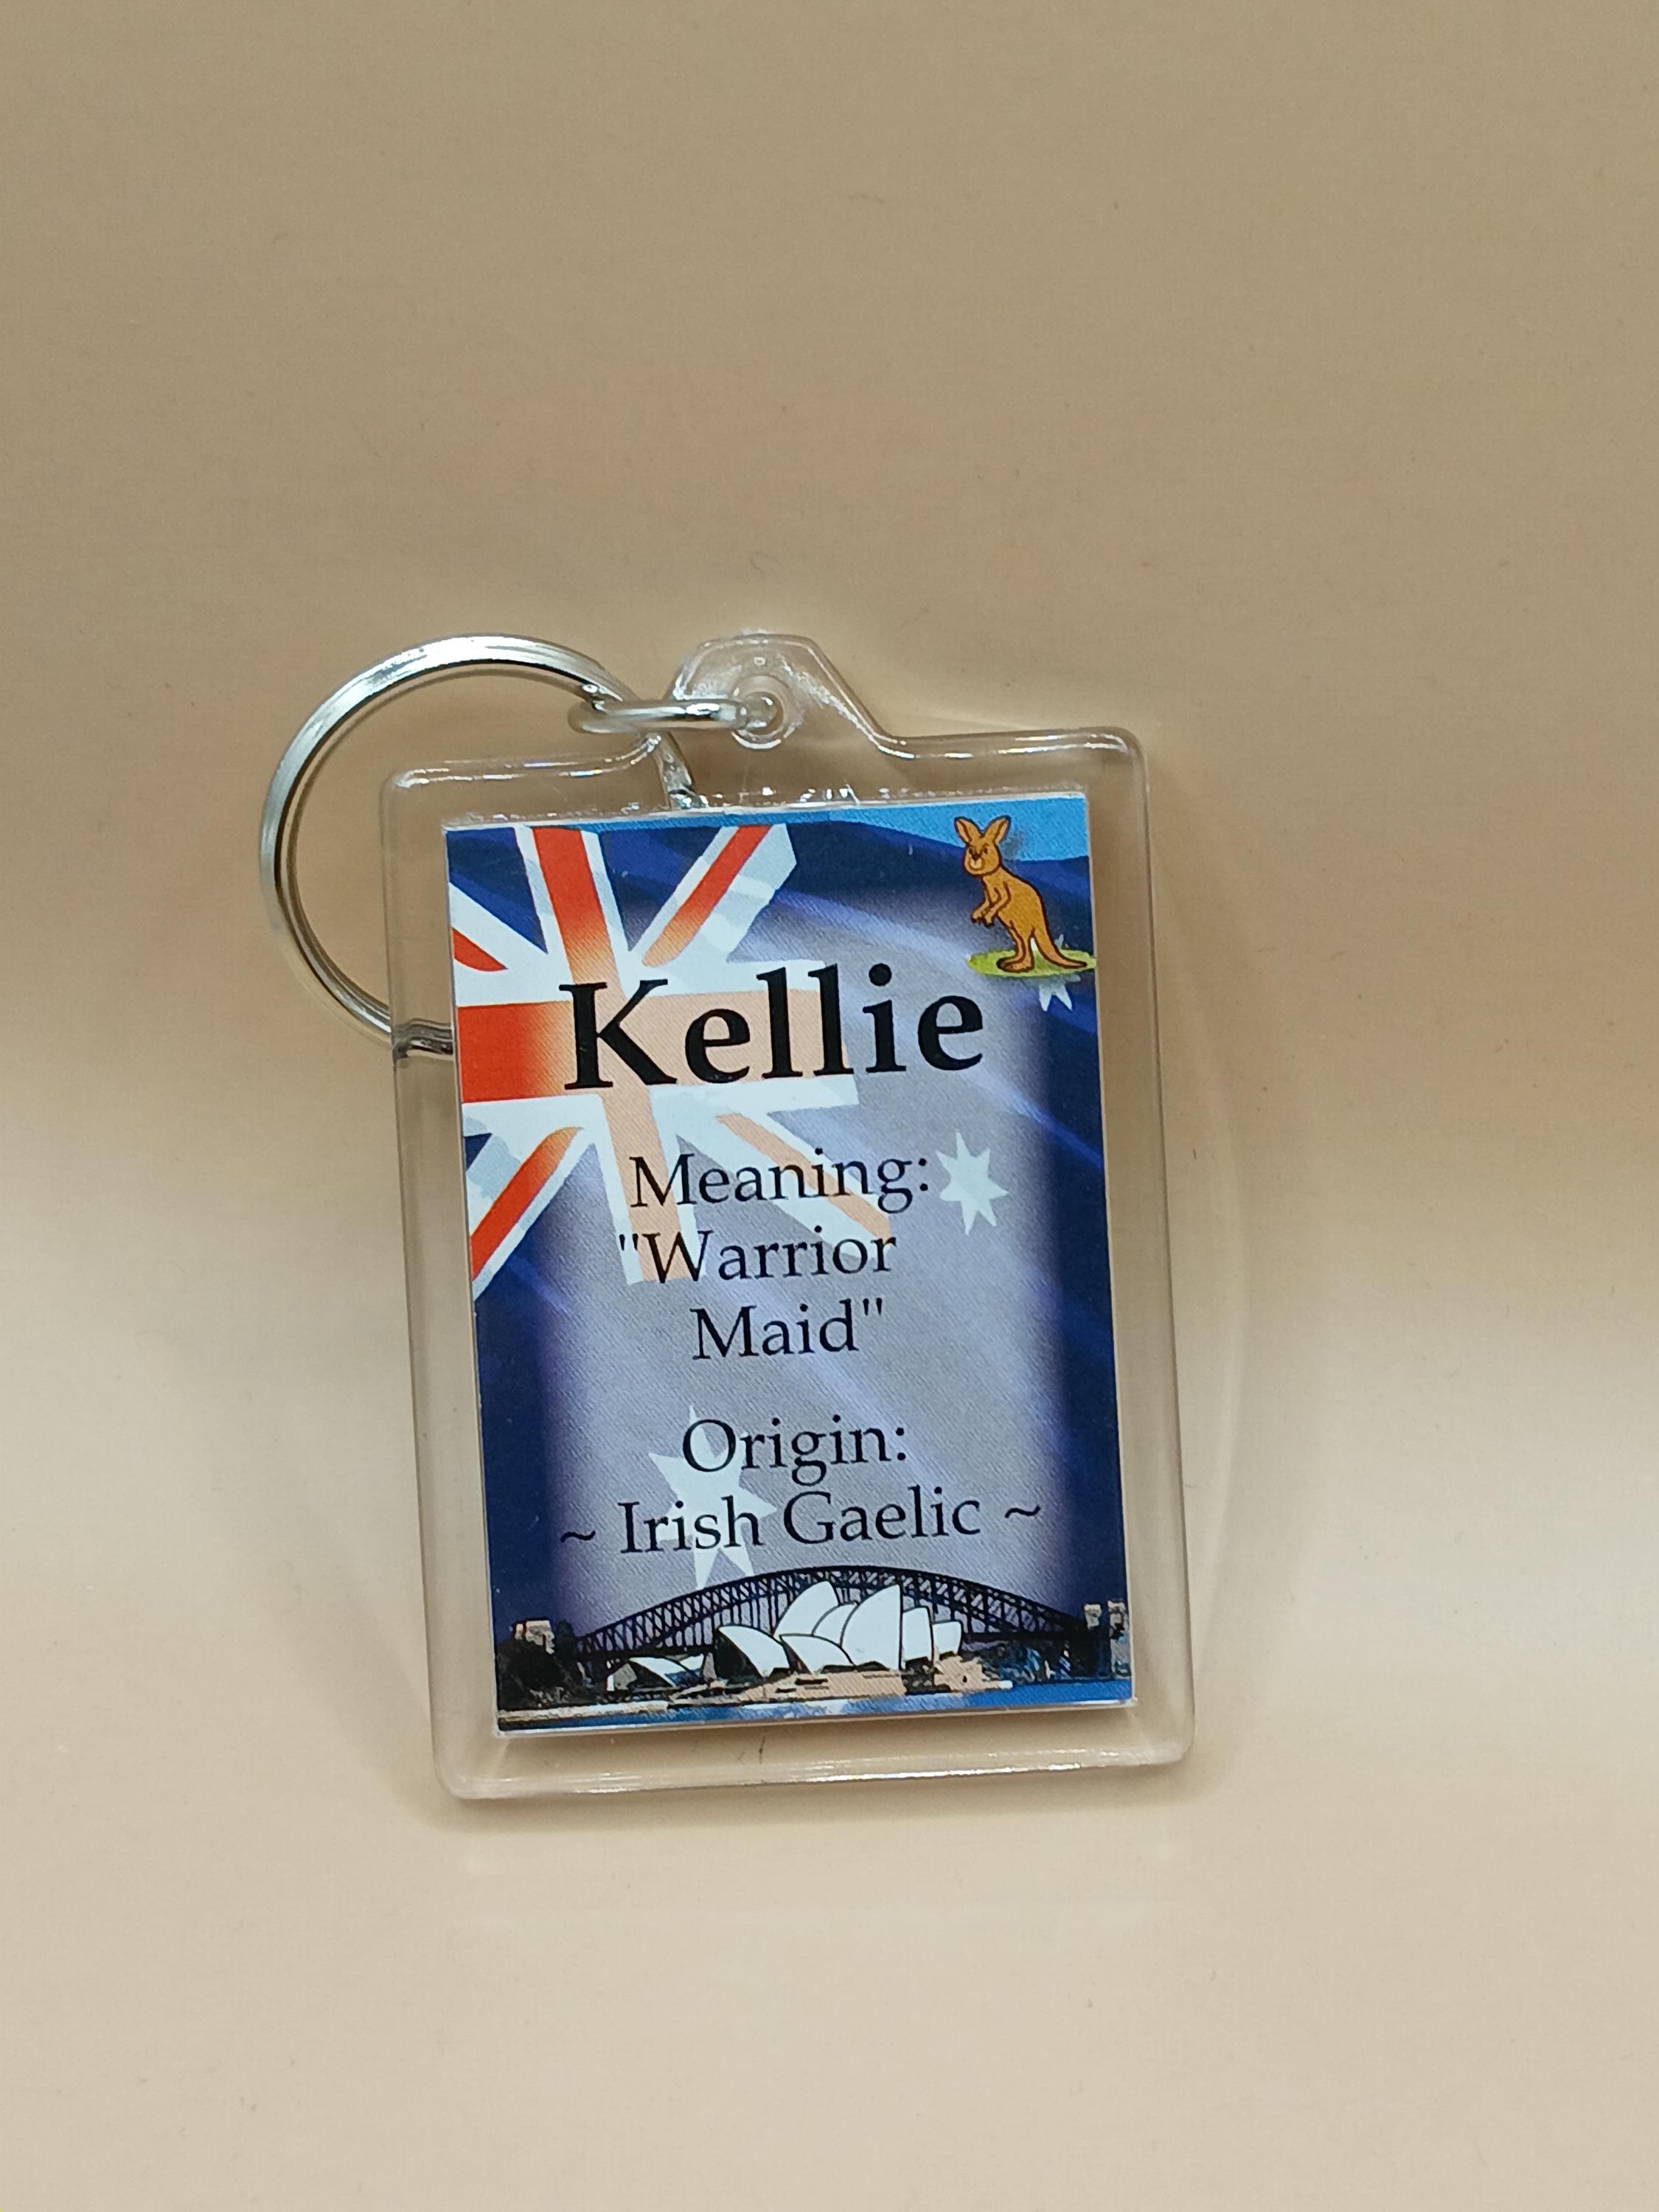 Kellie
Meaning:
"Warrior
Maid"
Origin:
~ Irish Gaelic ~